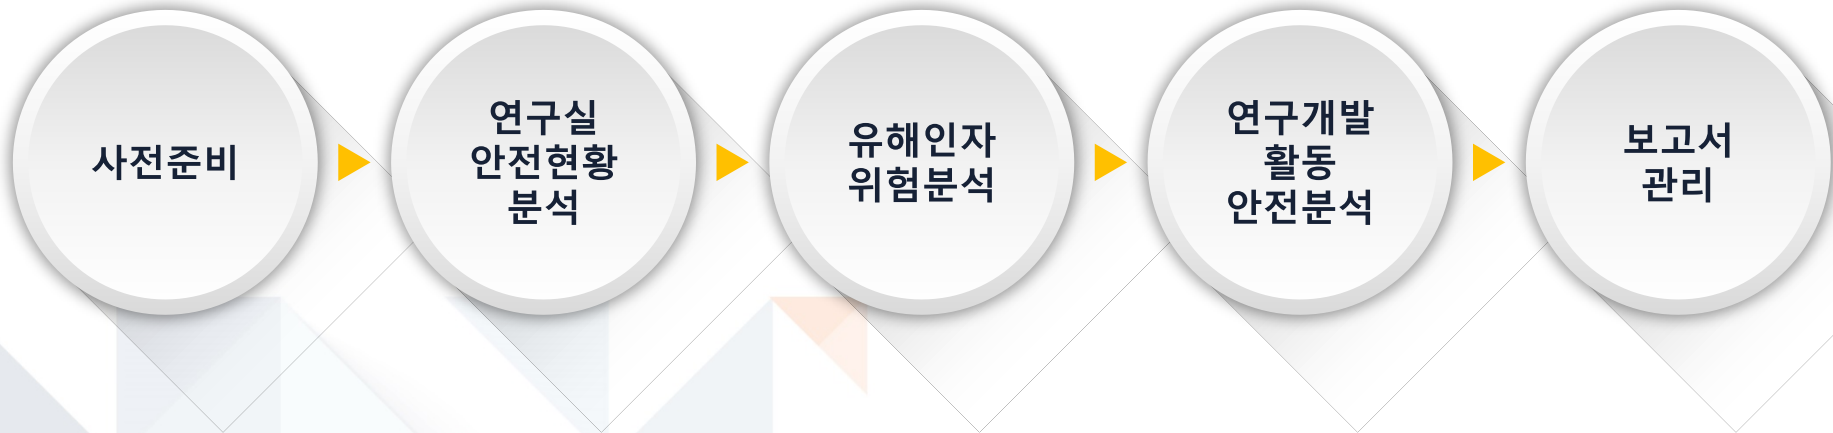 사전준비
연구실
안전현황
분석
유해인자
위험분석
연구개발
활동
안전분석
보고서
관리